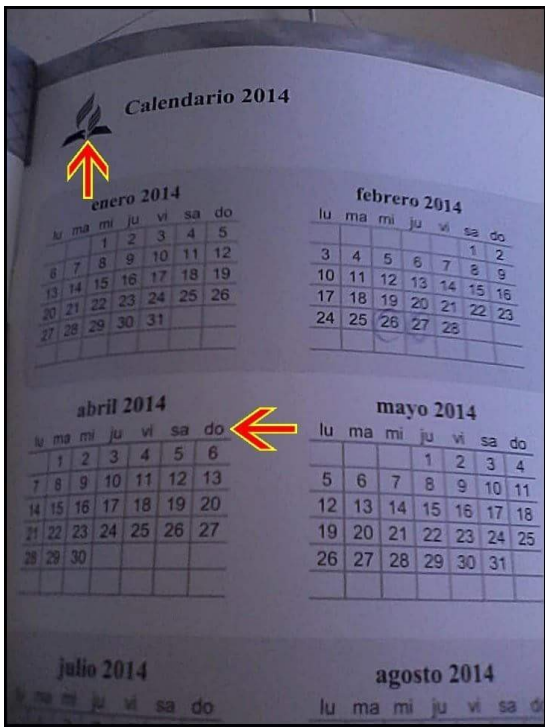 Calendario 2014
enero 2014
lu ma mi ju vi sa do
1 2 3 4 5
6 7 8 9 10 11 12
13 14 15 16 17 18 19
20 21 22 23 24 25 26
27 28 29 30 31
febrero 2014
lu ma mi ju vi sa do
1 2
3 4 5 6 7 8 9
10 11 12 13 14 15 16
17 18 19 20 21 22 23
24 25 26 27 28
abril 2014
lu ma mi ju vi sa do
1 2 3 4 5 6
7 8 9 10 11 12 13
14 15 16 17 18 19 20
21 22 23 24 25 26 27
28 29 30
mayo 2014
lu ma mi ju vi sa do
1 2 3 4
5 6 7 8 9 10 11
12 13 14 15 16 17 18
19 20 21 22 23 24 25
26 27 28 29 30 31
julio 2014
ju vi sa do
agosto 2014
lu ma mi ju vi sa